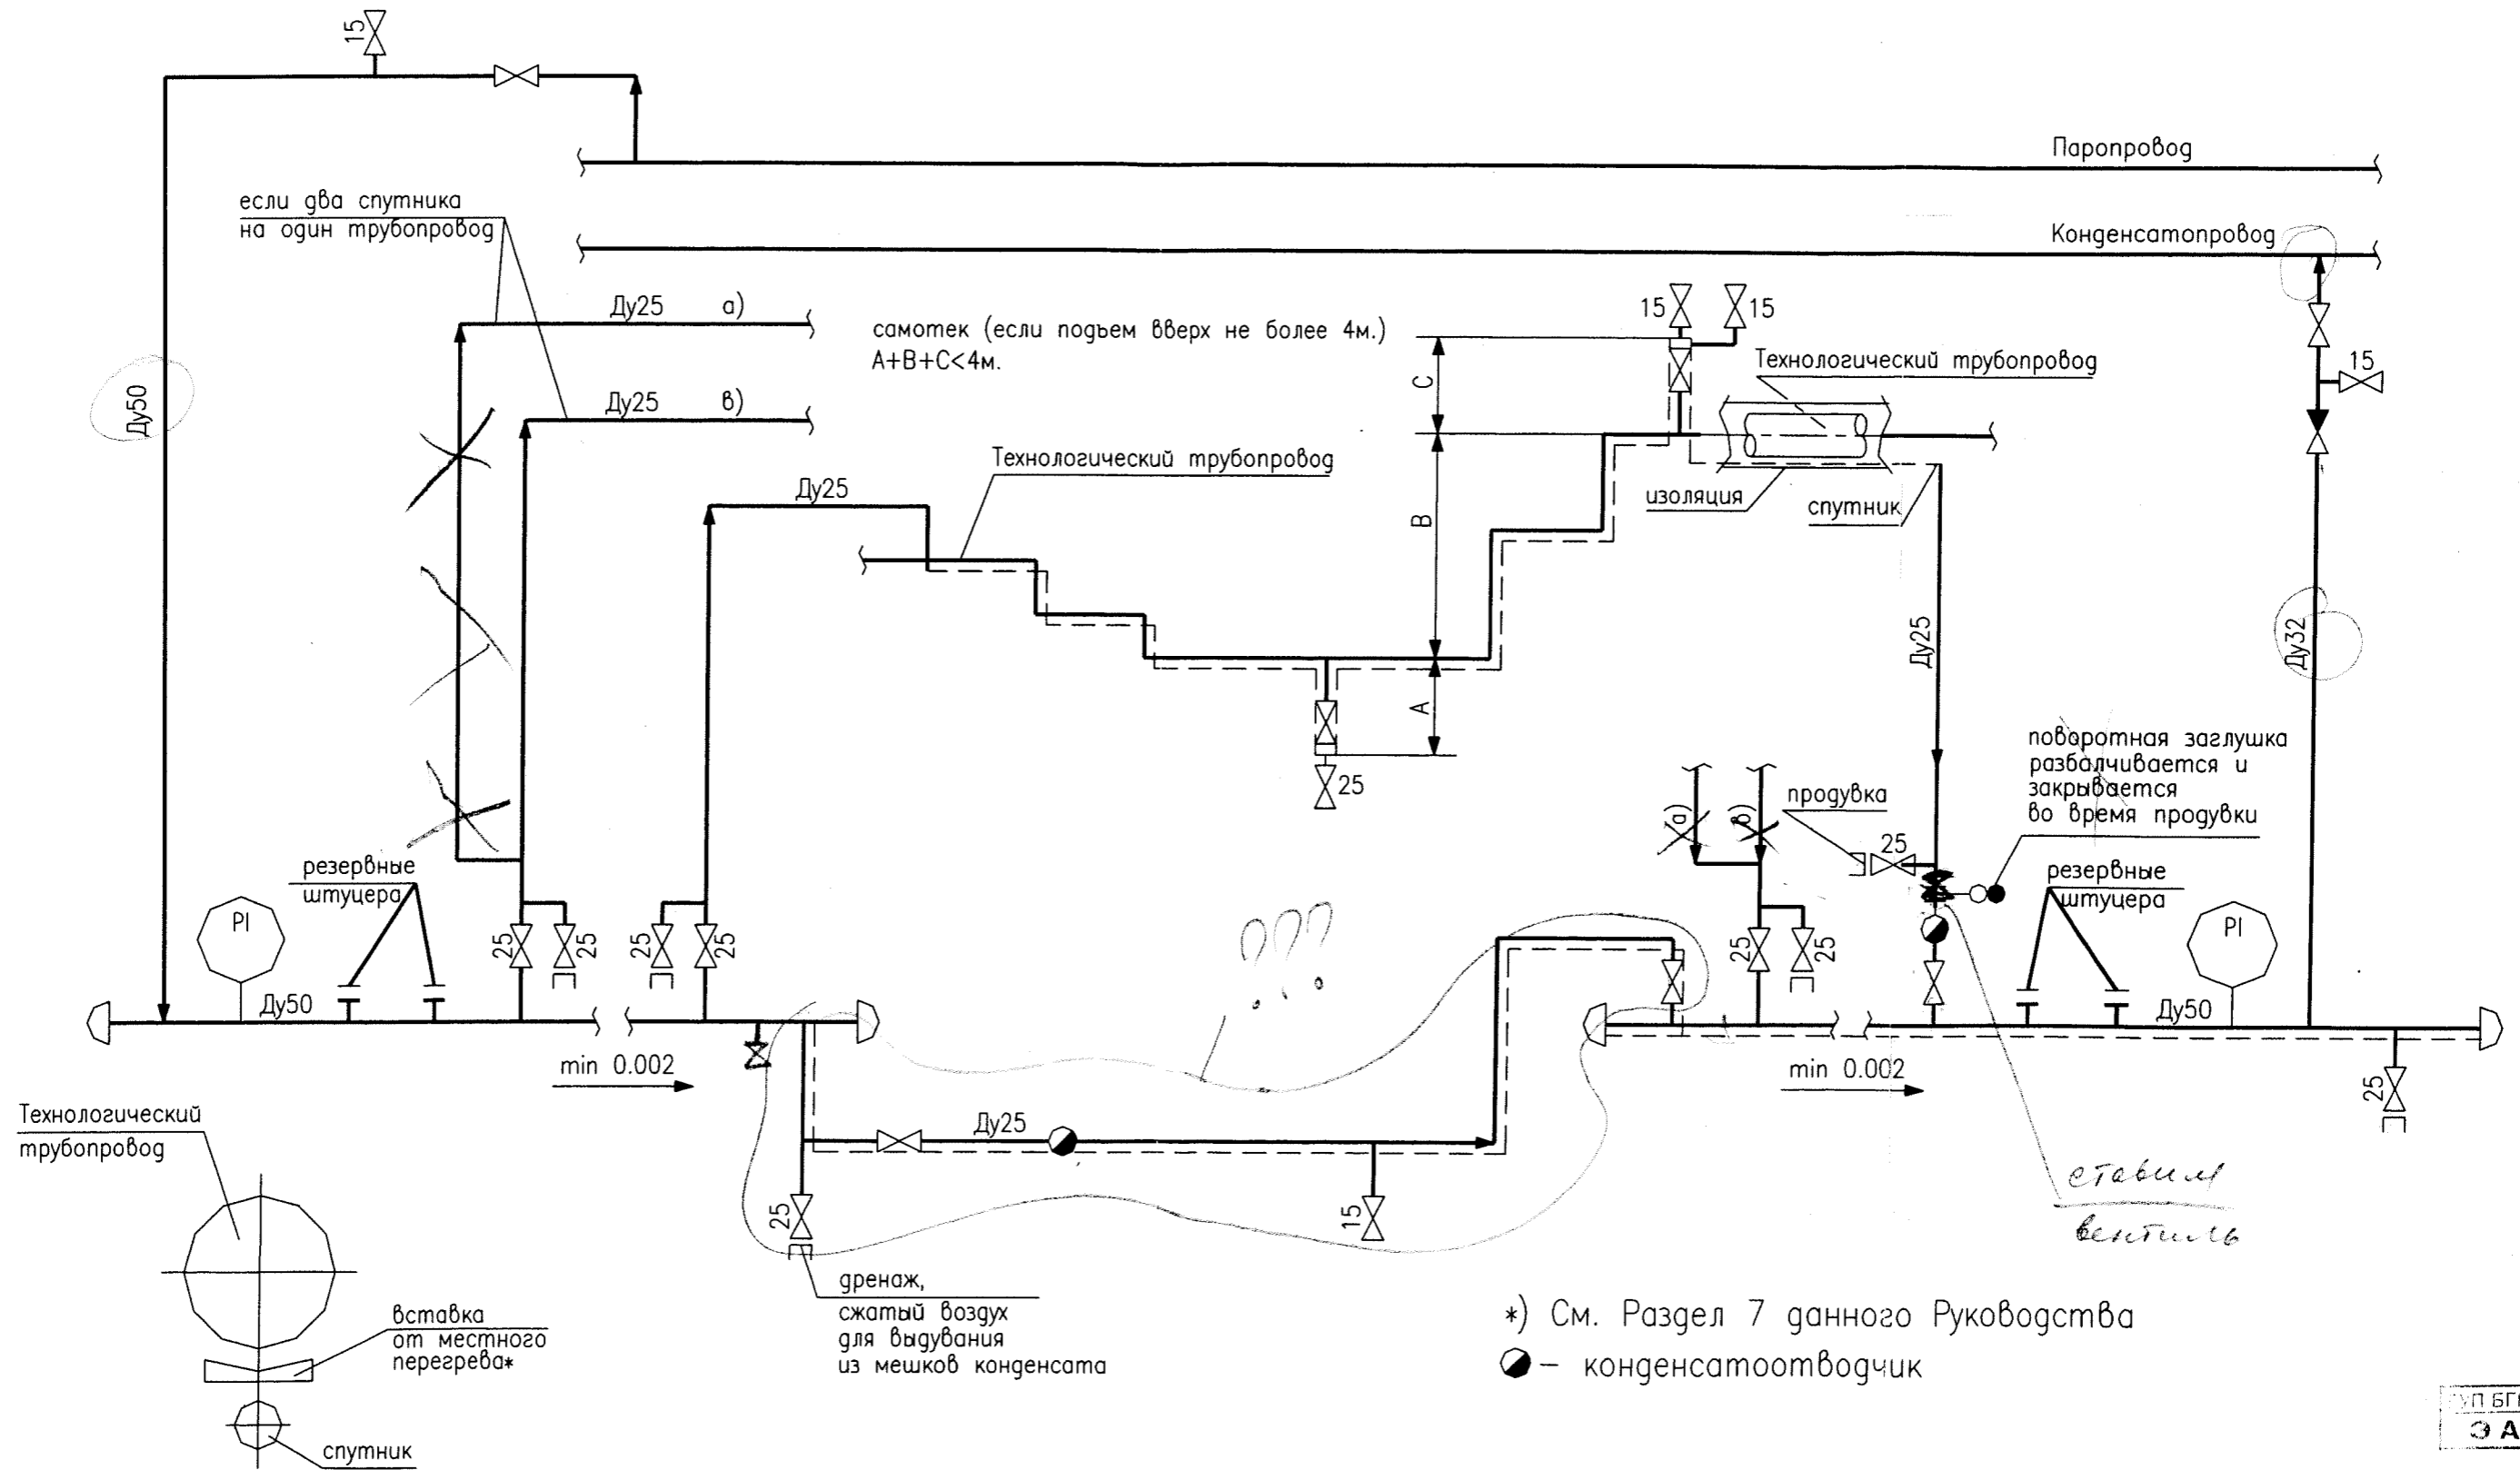 15
Паропровод
если два спутника
на один трубопровод
Конденсатопровод
Ду25 а)
самотек (если подьем вверх не более 4м.)
А+В+С<4м.
15
15
Технологический трубопровод
15
Ду50
С
Ду25 в)
Технологический трубопровод
Ду25
изоляция
спутник
В
Ду25
Ду32
А
25
поворотная заглушка
разбалчивается и
закрывается
во время продувки
продувка
25
а)
в)
резервные
штуцера
резервные
штуцера
PI
25
25
25
25
???
25
25
PI
Ду50
Ду50
min 0.002
min 0.002
25
Технологический
трубопровод
Ду25
25
15
ставим
вентиль
дренаж,
сжатый воздух
для выдувания
из мешков конденсата
вставка
от местного
перегрева*
*) См. Раздел 7 данного Руководства
– конденсатоотводчик
спутник